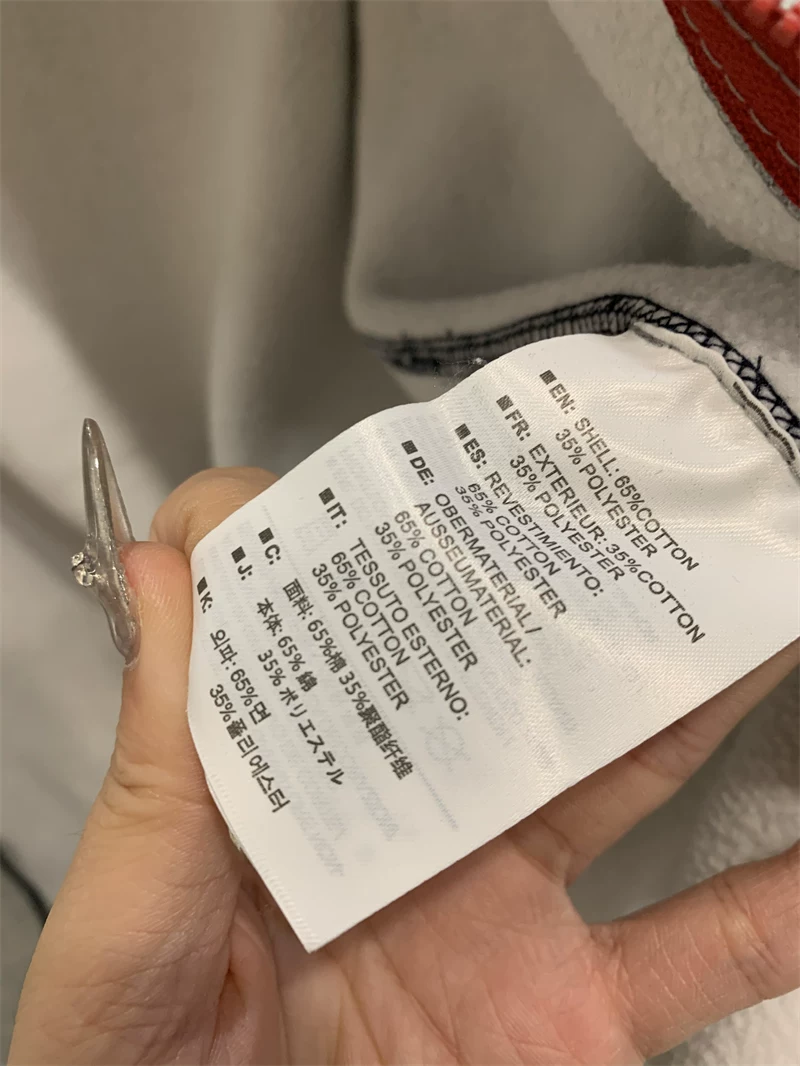 EN: SHELL: 65%COTTON
35% POLYESTER
FR: EXTERIEUR: 35%COTTON
35% POLYESTER
ES: REVESTIMIENTO:
65% COTTON
35% POLYESTER
DE: OBERMATERIAL/
AUSSEUMATERIAL:
65% COTTON
35% POLYESTER
IT: TESSUTO ESTERNO:
65% COTTON
35% POLYESTER
C: 面料: 65%棉 35%聚酯纤维
J: 本体: 65% 綿
35% ポリエステル
K: 외피: 65%면
35%폴리에스터